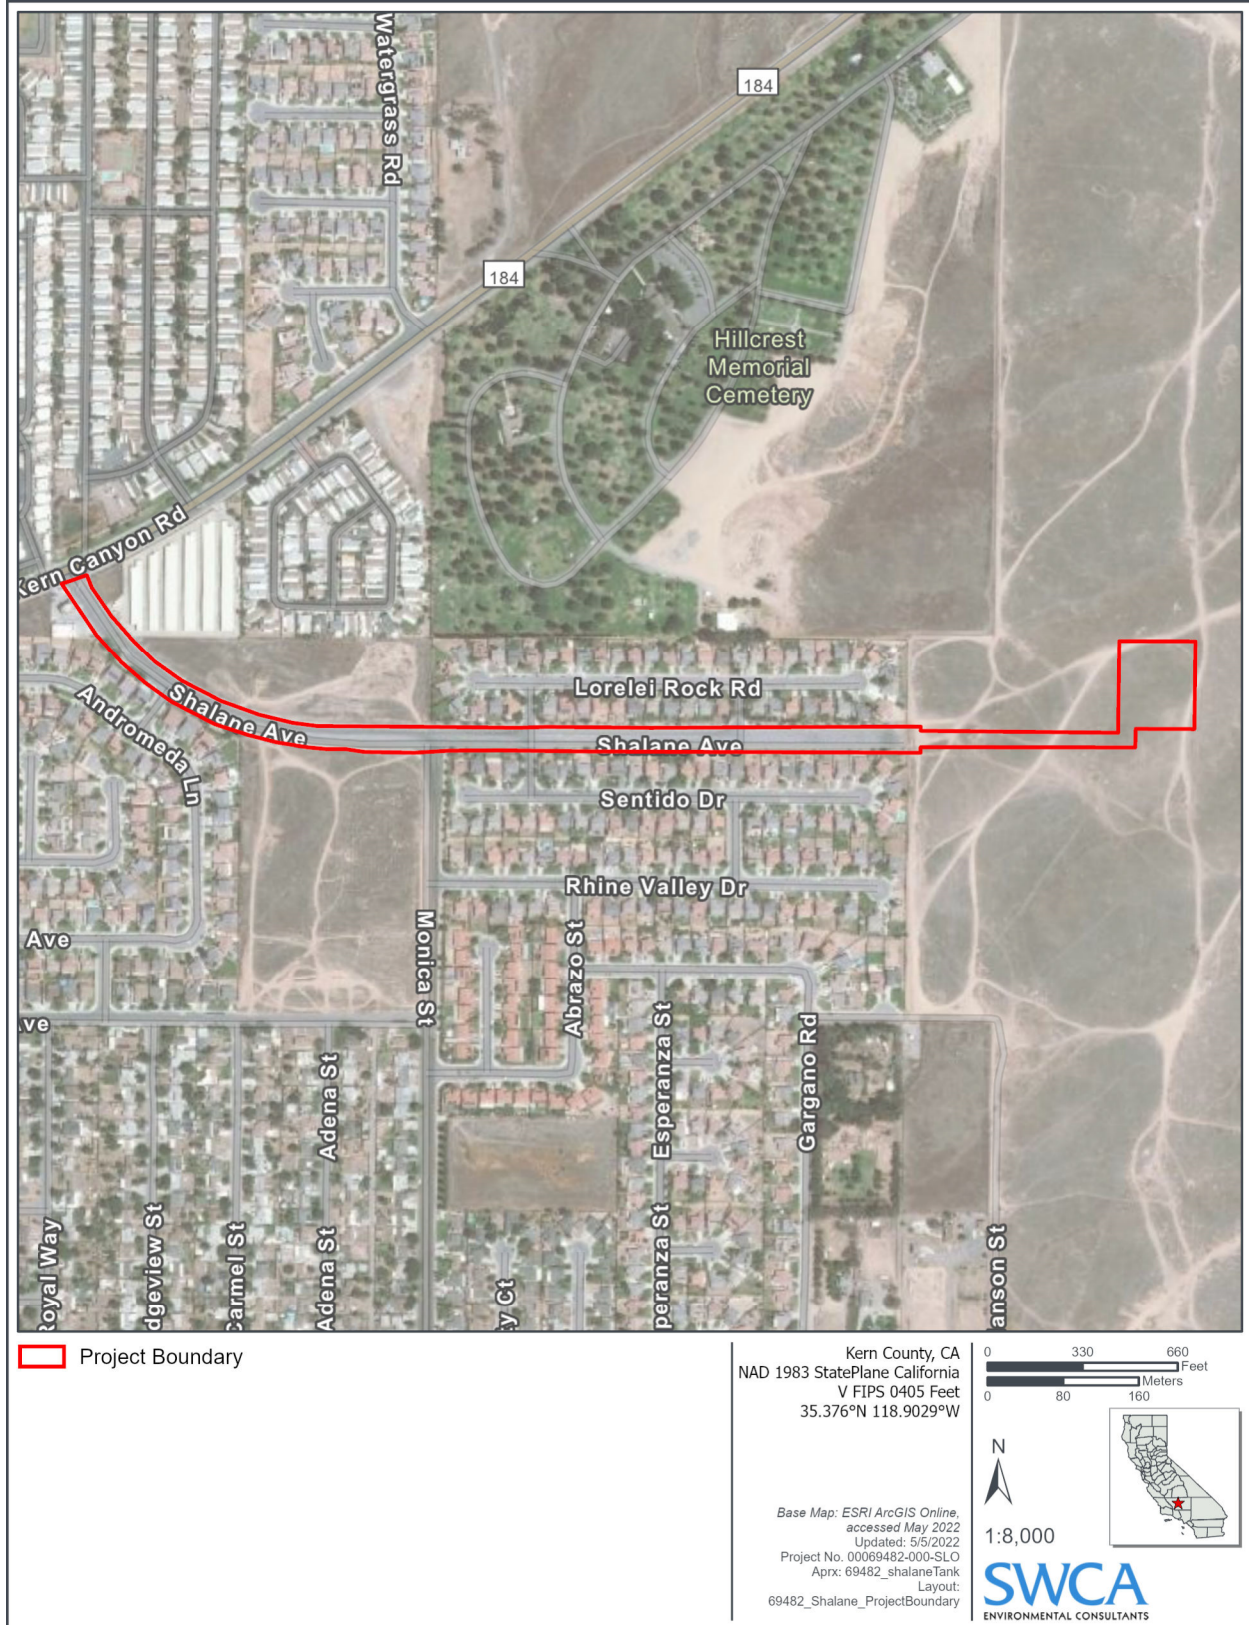 Watergrass Rd
184
184
Hillcrest
Memorial
Cemetery
Kern Canyon Rd
Lorelei Rock Rd
Andromeda Ln
Shalane Ave
Shalane Ave
Sentido Dr
Rhine Valley Dr
Ave
Monica St
Abrazo St
ve
Esperanza St
Gargano Rd
Adena St
Royal Way
dgeview St
Carmel St
Adena St
y Ct
peranza St
anson St
Project Boundary
Kern County, CA
NAD 1983 StatePlane California
V FIPS 0405 Feet
35.376°N 118.9029°W
0 330 660
Feet
Meters
0 80 160
N
1:8,000
Base Map: ESRI ArcGIS Online,
accessed May 2022
Updated: 5/5/2022
Project No. 00069482-000-SLO
Aprx: 69482_shalaneTank
Layout:
69482_Shalane_ProjectBoundary
SWCA
ENVIRONMENTAL CONSULTANTS